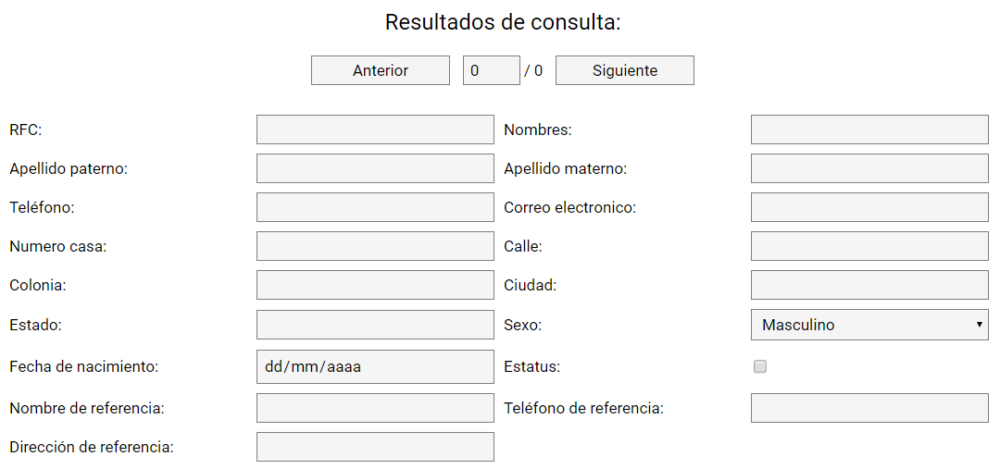 Resultados de consulta:
Anterior 0 / 0 Siguiente
RFC: Nombres:
Apellido paterno: Apellido materno:
Teléfono: Correo electronico:
Numero casa: Calle:
Colonia: Ciudad:
Estado: Sexo: Masculino
Fecha de nacimiento: dd/mm/aaaa Estatus:
Nombre de referencia: Teléfono de referencia:
Dirección de referencia: